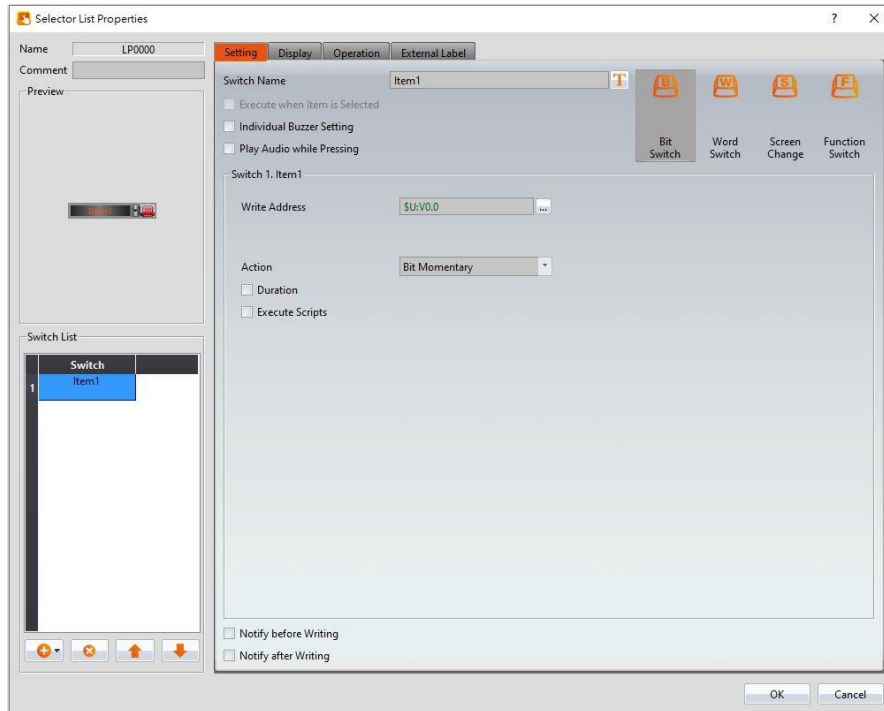 Selector List Properties
?
Name LP0000
Comment
Preview
Item1
Setting Display Operation External Label
Switch Name Item1 T
Execute when Item is Selected
Individual Buzzer Setting
Play Audio while Pressing
B W S F
Bit Switch
Word Switch
Screen Change
Function Switch
Switch 1. Item1
Write Address $U:V0.0 ...
Action Bit Momentary
Duration
Execute Scripts
Switch List
Switch
1 Item1
Notify before Writing
Notify after Writing
OK Cancel